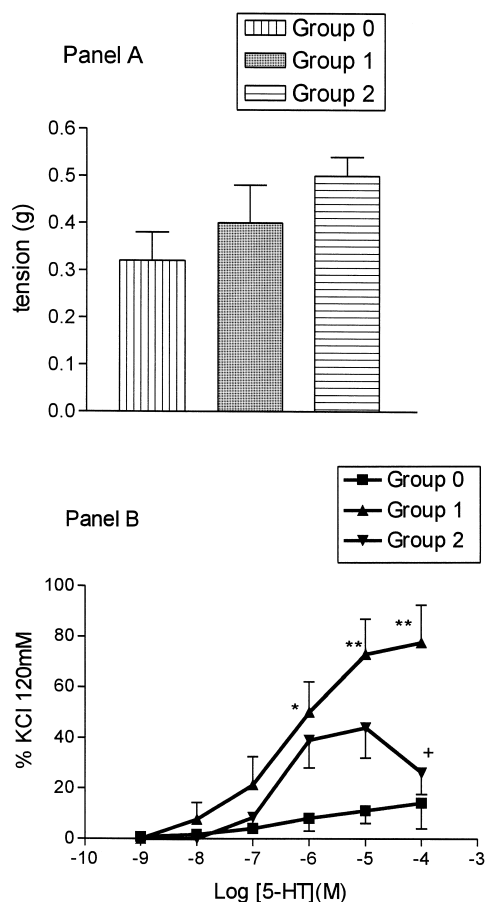 Group 0
Panel A
Group 1
Group 2
0.6
0.5
0.4
0.3
0.2
0.1
0.0
tension (g)
Group 0
Group 1
Group 2
Panel B
100
80
60
40
20
0
% KCl 120mM
*
**
**
+
-10 -9 -8 -7 -6 -5 -4 -3
Log [5-HT](M)